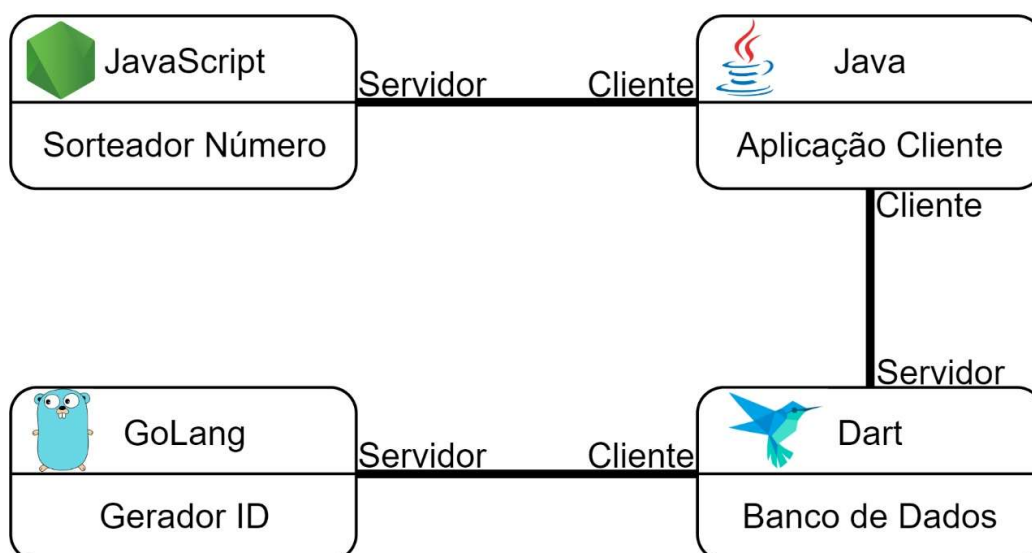 JavaScript
Servidor
Cliente
Java
Sorteador Número
Aplicação Cliente
Cliente
Servidor
GoLang
Servidor
Cliente
Dart
Gerador ID
Banco de Dados